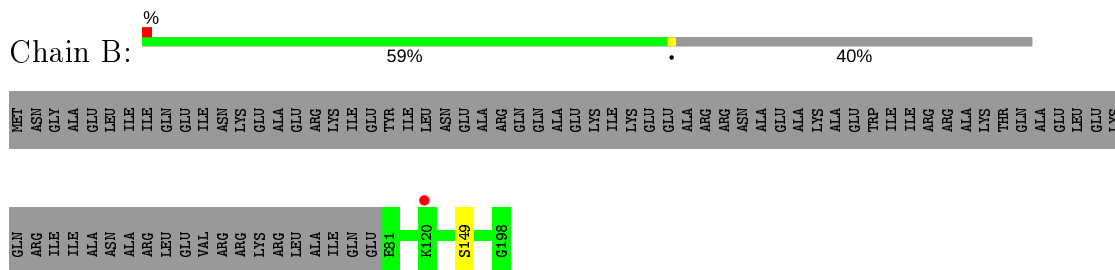 %
Chain B:
59% • 40%
MET ASN GLY ALA GLU LEU ILE ILE GLN GLU ILE ASN LYS GLU ALA GLU ARG LYS ILE GLU TYR ILE LEU ASN GLU ALA ARG GLN GLN ALA GLU LYS ILE LYS GLU GLU ALA ARG ARG ASN ALA GLU ALA LYS ALA GLU TRP ILE ILE ARG ARG ALA LYS THR GLN ALA GLU LEU GLU LYS
GLN ARG ILE ILE ALA ASN ALA ARG LEU GLU VAL ARG ARG LYS ARG LEU ALA ILE GLN GLU E81 K120 S149 G198